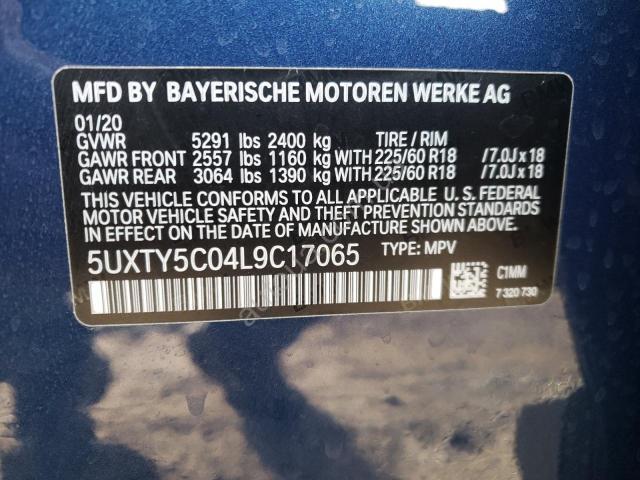 MFD BY BAYERISCHE MOTOREN WERKE AG
01/20
GVWR 5291 lbs 2400 kg TIRE / RIM
GAWR FRONT 2557 lbs 1160 kg WITH 225/60 R18 / 7.0J x 18
GAWR REAR 3064 lbs 1390 kg WITH 225/60 R18 / 7.0J x 18
THIS VEHICLE CONFORMS TO ALL APPLICABLE U. S. FEDERAL
MOTOR VEHICLE SAFETY AND THEFT PREVENTION STANDARDS
IN EFFECT ON THE DATE OF MANUFACTURE SHOWN ABOVE.
5UXTY5C04L9C17065 TYPE: MPV
C1MM
7 320 730